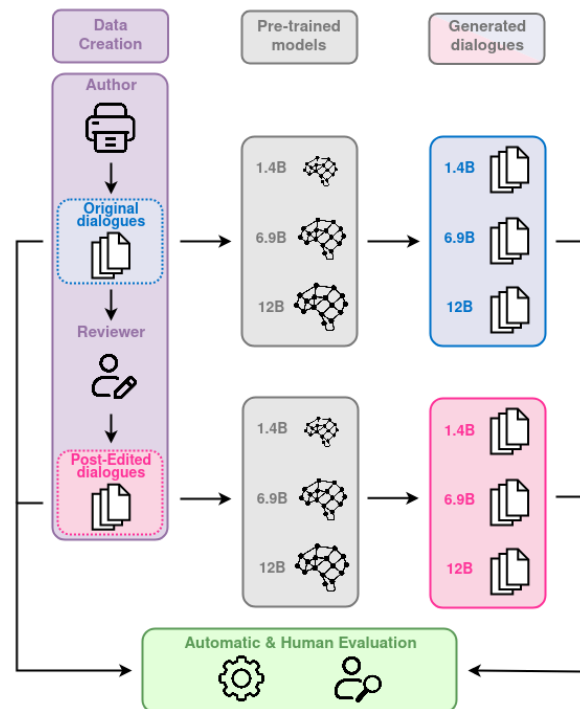 Data
Creation
Pre-trained
models
Generated
dialogues
Author
Original
dialogues
Reviewer
Post-Edited
dialogues
1.4B
6.9B
12B
1.4B
6.9B
12B
1.4B
6.9B
12B
1.4B
6.9B
12B
Automatic & Human Evaluation